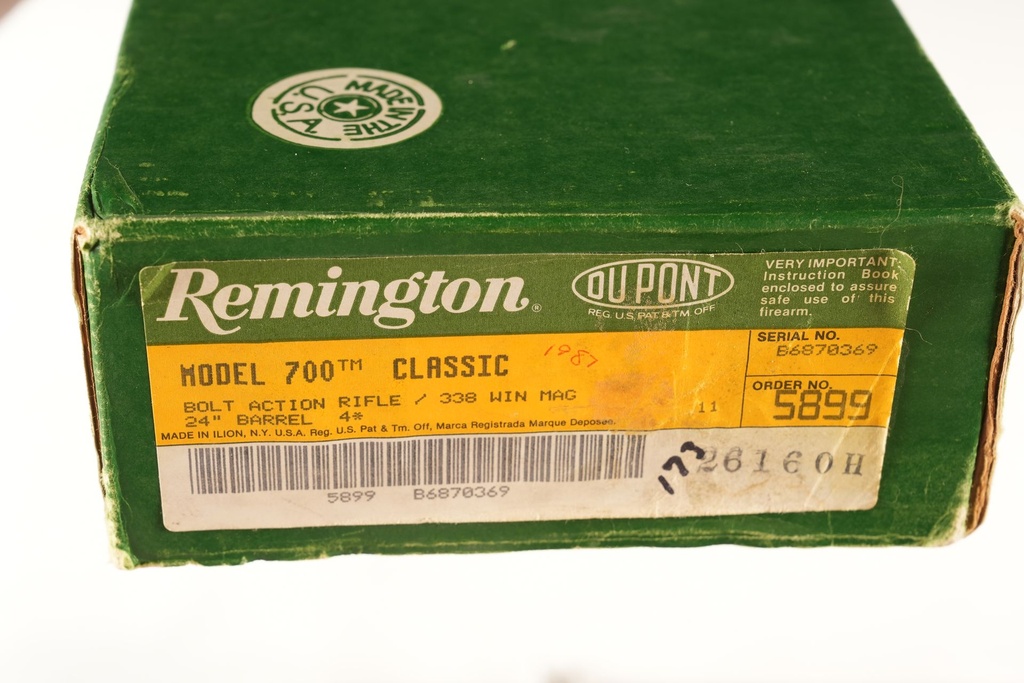 MADE IN THE
U.S.A.
Remington®
DU PONT
REG. U.S. PAT & TM. OFF.
VERY IMPORTANT-
Instruction Book
enclosed to assure
safe use of this
firearm.
MODEL 700™ CLASSIC
1987
SERIAL NO.
B6870369
BOLT ACTION RIFLE / 338 WIN MAG
24" BARREL 4*
11
ORDER NO.
5899
MADE IN ILION, N.Y. U.S.A. Reg. U.S. Pat & Tm. Off, Marca Registrada Marque Deposee.
173
26160H
5899 B6870369